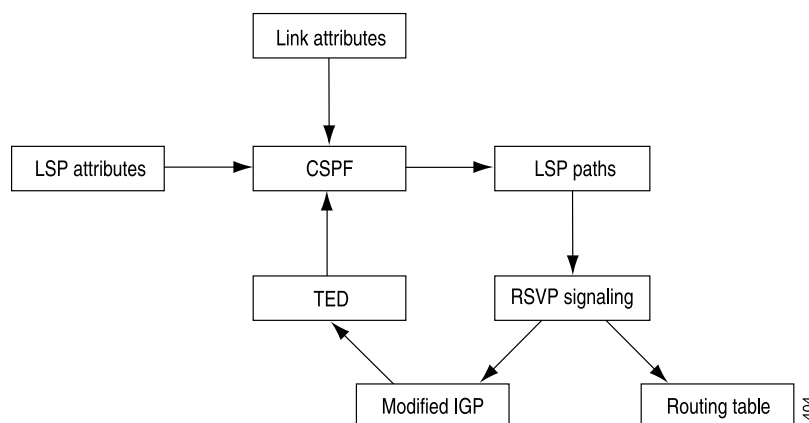 Link attributes
LSP attributes
CSPF
LSP paths
TED
RSVP signaling
Modified IGP
Routing table